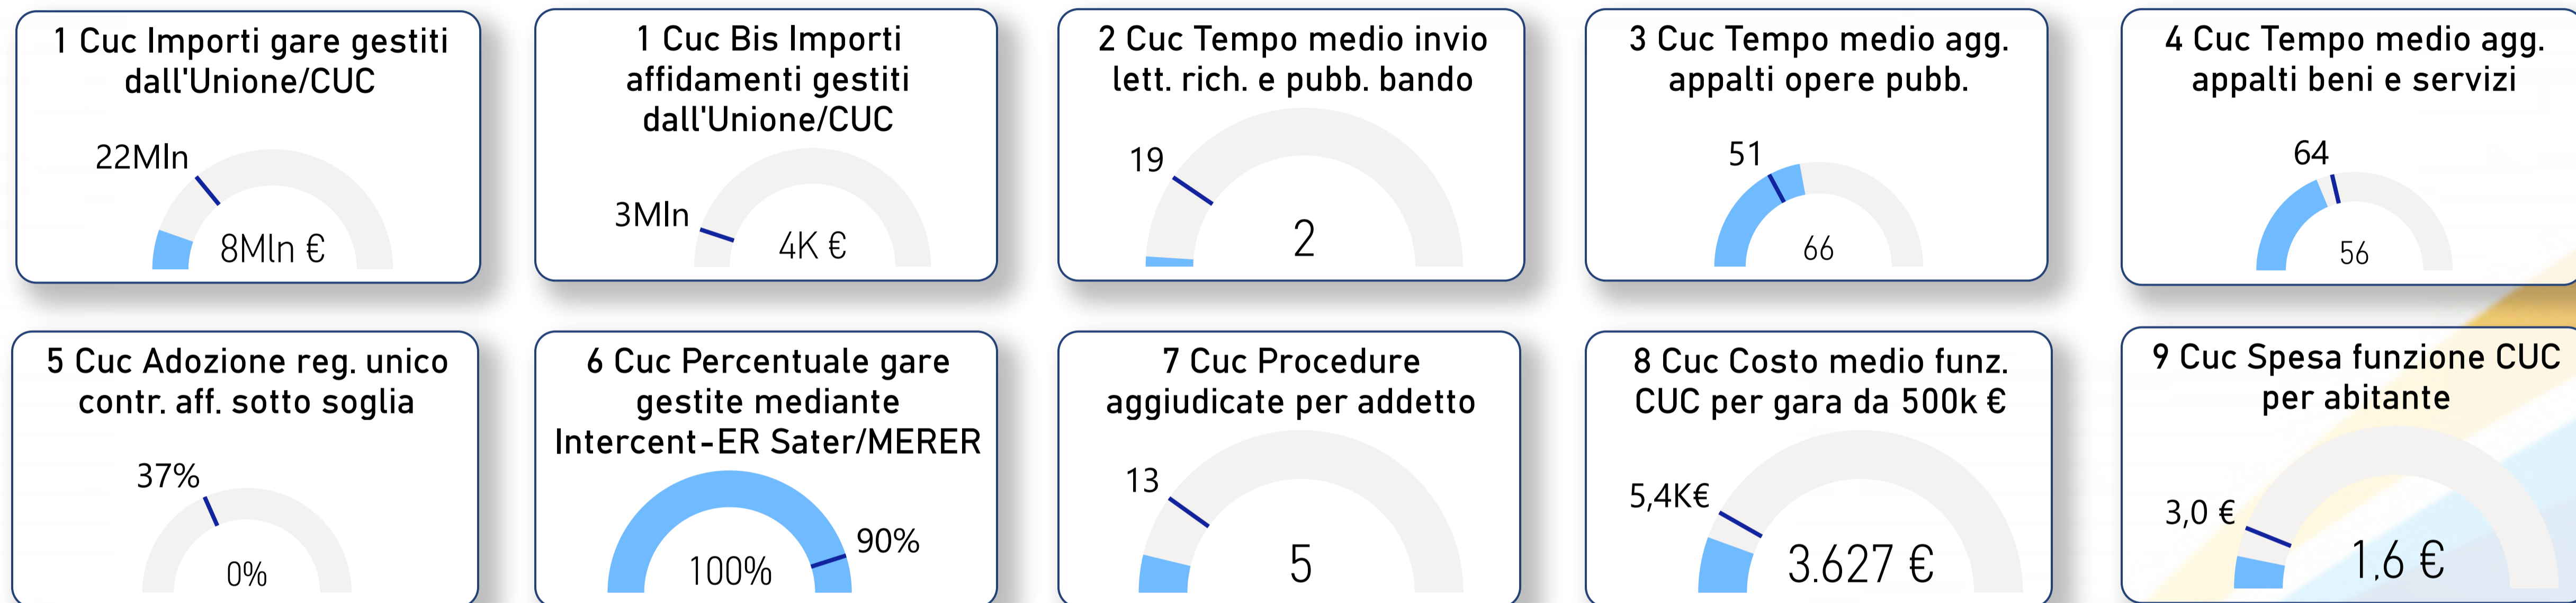 1 Cuc Importi gare gestiti
dall'Unione/CUC
22Mln
8Mln €
1 Cuc Bis Importi
affidamenti gestiti
dall'Unione/CUC
3Mln
4K €
2 Cuc Tempo medio invio
lett. rich. e pubb. bando
19
2
3 Cuc Tempo medio agg.
appalti opere pubb.
51
66
4 Cuc Tempo medio agg.
appalti beni e servizi
64
56
5 Cuc Adozione reg. unico
contr. aff. sotto soglia
37%
0%
6 Cuc Percentuale gare
gestite mediante
Intercent-ER Sater/MERER
90%
100%
7 Cuc Procedure
aggiudicate per addetto
13
5
8 Cuc Costo medio funz.
CUC per gara da 500k €
5,4K€
3.627 €
9 Cuc Spesa funzione CUC
per abitante
3,0 €
1,6 €